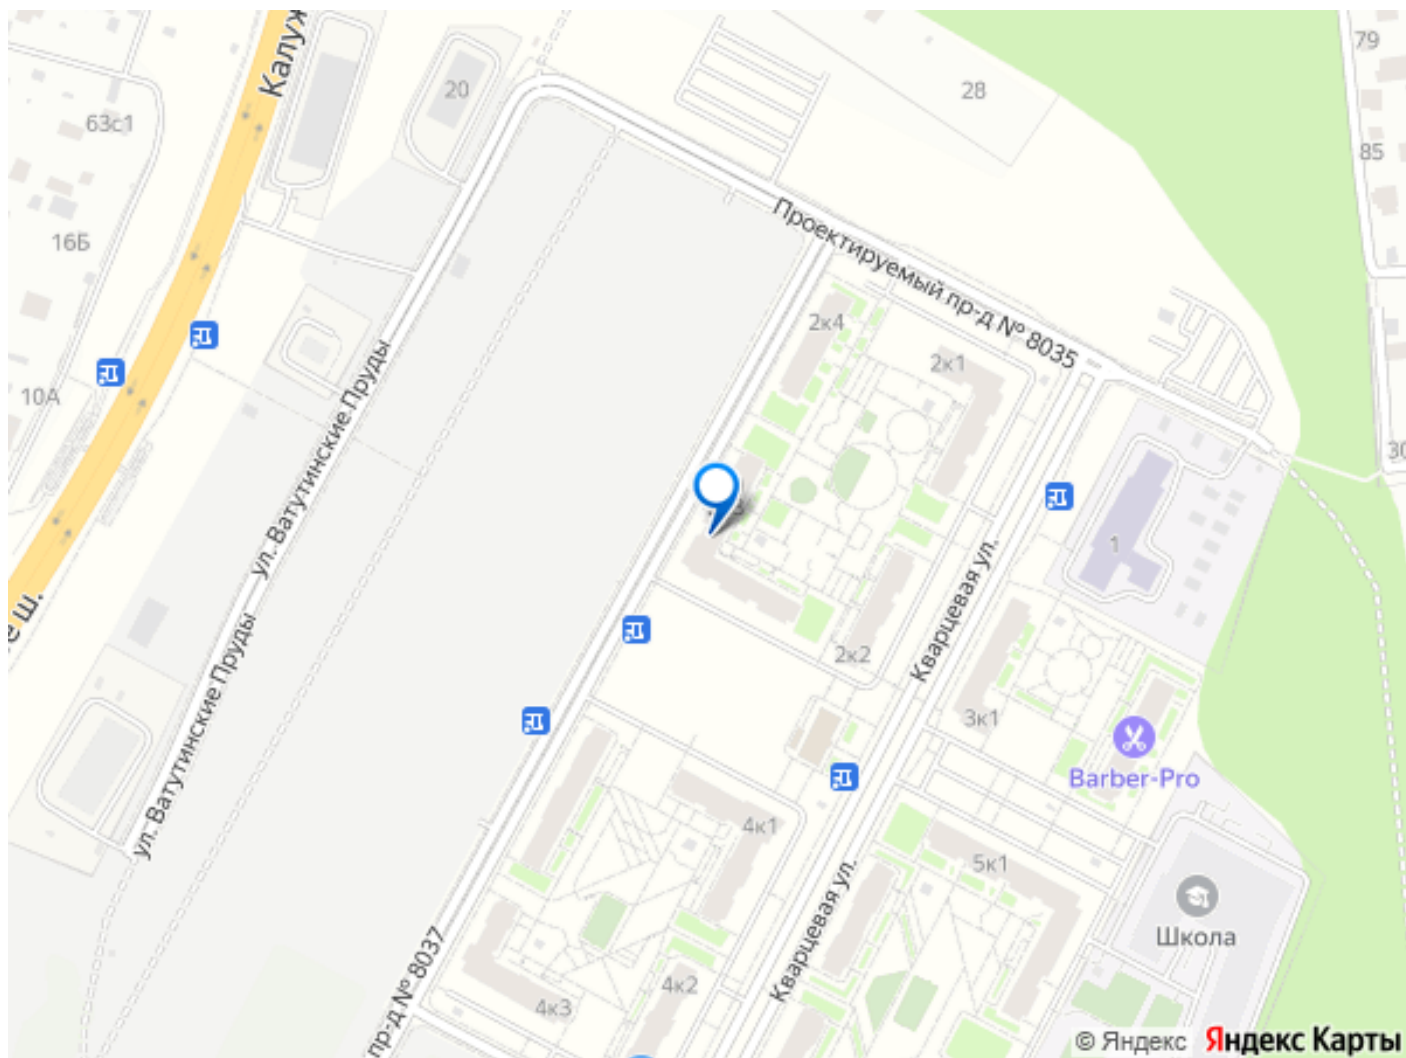 Калуж
79
20
28
63с1
85
16Б
Проектируемый пр-д № 8035
2к4
2к1
10А
30
ул. Ватутинские Пруды
1
Кварцевая ул.
е ш.
2к2
ул. Ватутинские Пруды
3к1
Barber-Pro
4к1
5к1
Кварцевая ул.
Школа
пр-д № 8037
4к2
4к3
© Яндекс Яндекс Карты